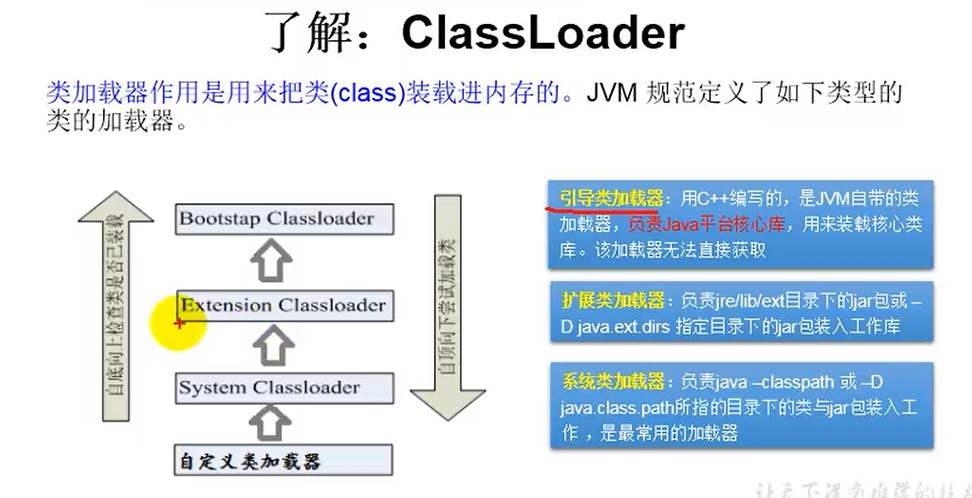 了解：ClassLoader
类加载器作用是用来把类(class)装载进内存的。JVM 规范定义了如下类型的
类的加载器。
自底向上检查类是否已装载
Bootstap Classloader
Extension Classloader
System Classloader
自定义类加载器
自顶向下尝试加载类
引导类加载器：用C++编写的，是JVM自带的类
加载器，负责Java平台核心库，用来装载核心类
库。该加载器无法直接获取
扩展类加载器：负责jre/lib/ext目录下的jar包或 –
D java.ext.dirs 指定目录下的jar包装入工作库
系统类加载器：负责java –classpath 或 –D
java.class.path所指的目录下的类与jar包装入工
作 ，是最常用的加载器
让天下没有难学的技术